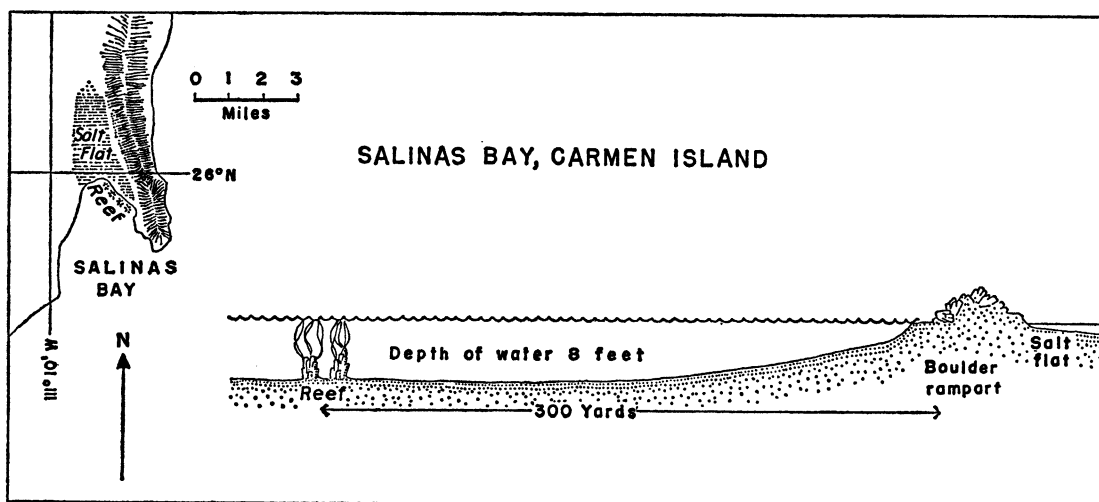 0 1 2 3
Miles
Salt
Flat
26°N
Reef
SALINAS BAY, CARMEN ISLAND
SALINAS
BAY
N
111° 10' W
Depth of water 8 feet
Reef
300 Yards
Boulder
rampart
Salt
flat